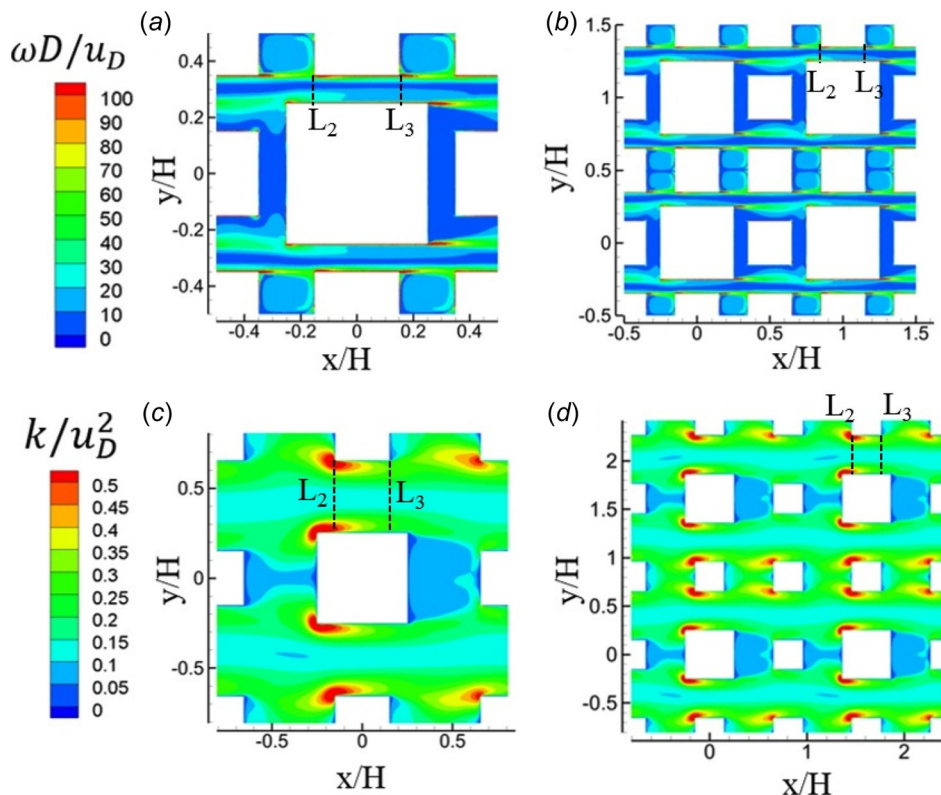 (a)
ωD/u_D
100
90
80
70
60
50
40
30
20
10
0
y/H
0.4
0.2
0
-0.2
-0.4
L₂ L₃
-0.4 -0.2 0 0.2 0.4
x/H
(b)
y/H
1.5
1
0.5
0
-0.5
L₂ L₃
-0.5 0 0.5 1 1.5
x/H
(c)
k/u_D^2
0.5
0.45
0.4
0.35
0.3
0.25
0.2
0.15
0.1
0.05
0
y/H
0.5
0
-0.5
L₂ L₃
-0.5 0 0.5
x/H
(d)
L₂ L₃
y/H
2
1.5
1
0.5
0
-0.5
0 1 2
x/H